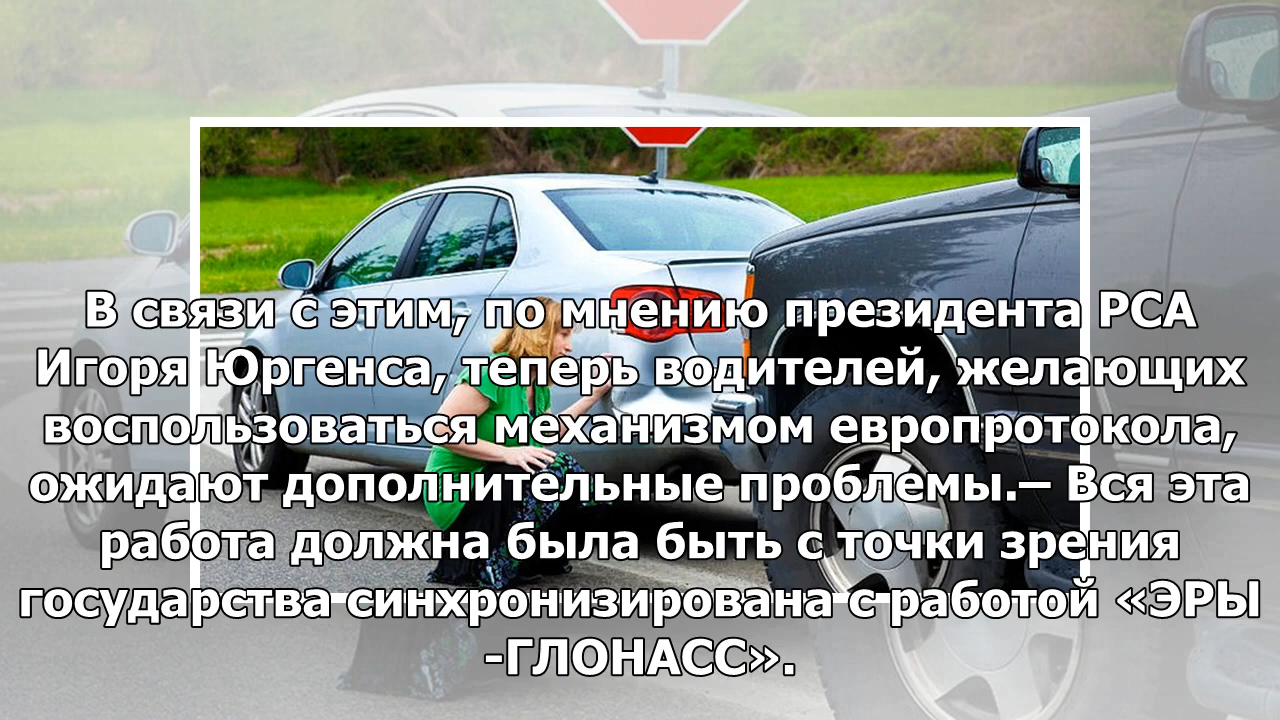 В связи с этим, по мнению президента РСА
Игоря Юргенса, теперь водителей, желающих
воспользоваться механизмом европротокола,
ожидают дополнительные проблемы.– Вся эта
работа должна была быть с точки зрения
государства синхронизирована с работой «ЭРЫ
-ГЛОНАСС».